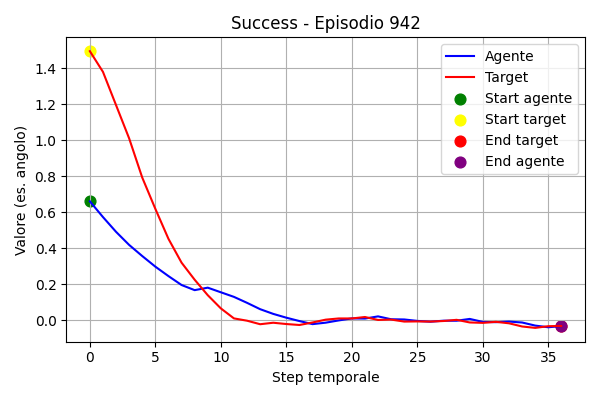 Success - Episodio 942
Valore (es. angolo)
1.4
1.2
1.0
0.8
0.6
0.4
0.2
0.0
Agente
Target
Start agente
Start target
End target
End agente
0 5 10 15 20 25 30 35
Step temporale